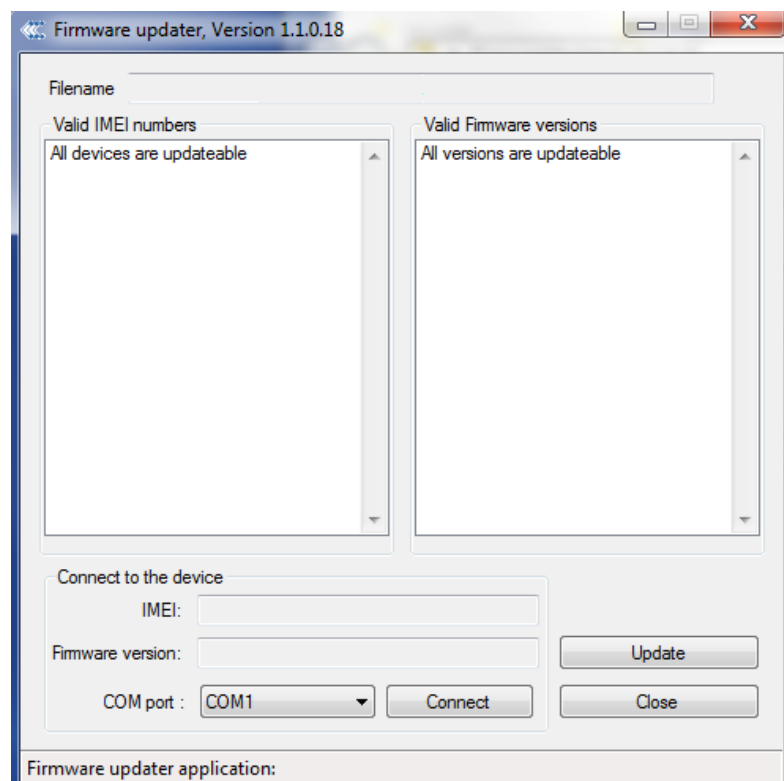 Firmware updater, Version 1.1.0.18
Filename
Valid IMEI numbers
All devices are updateable
Valid Firmware versions
All versions are updateable
Connect to the device
IMEI:
Firmware version:
Update
COM port :
COM1
Connect
Close
Firmware updater application: